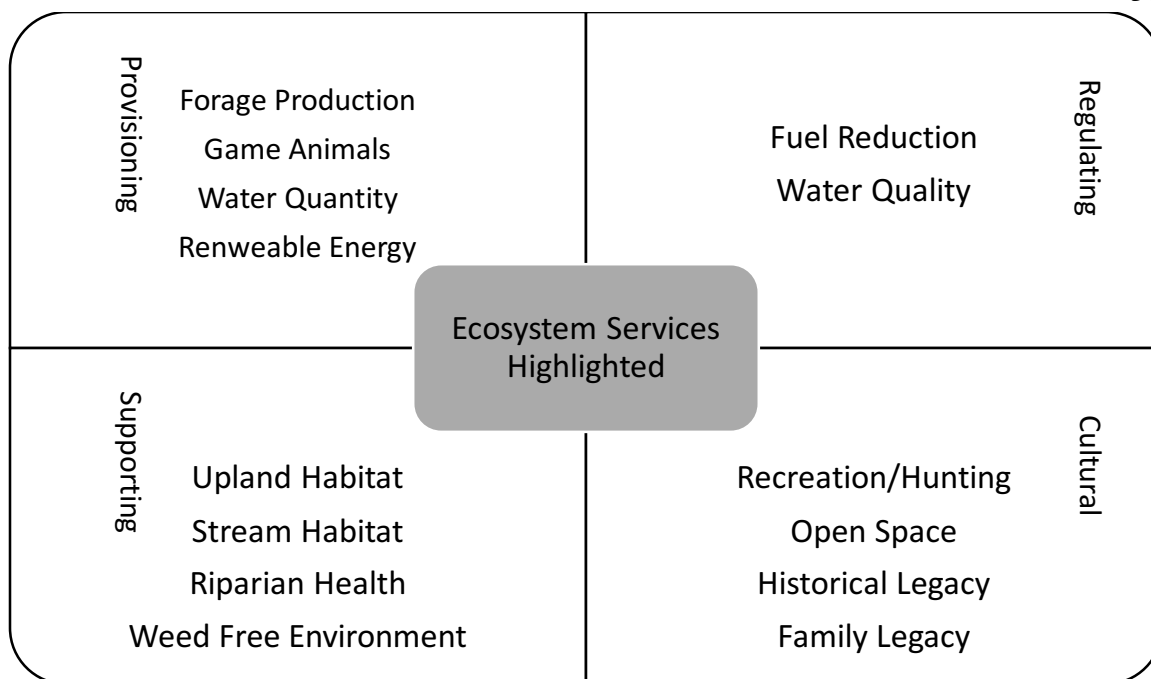 Provisioning
Forage Production
Game Animals
Water Quantity
Renweable Energy
Regulating
Fuel Reduction
Water Quality
Ecosystem Services
Highlighted
Supporting
Upland Habitat
Stream Habitat
Riparian Health
Weed Free Environment
Cultural
Recreation/Hunting
Open Space
Historical Legacy
Family Legacy